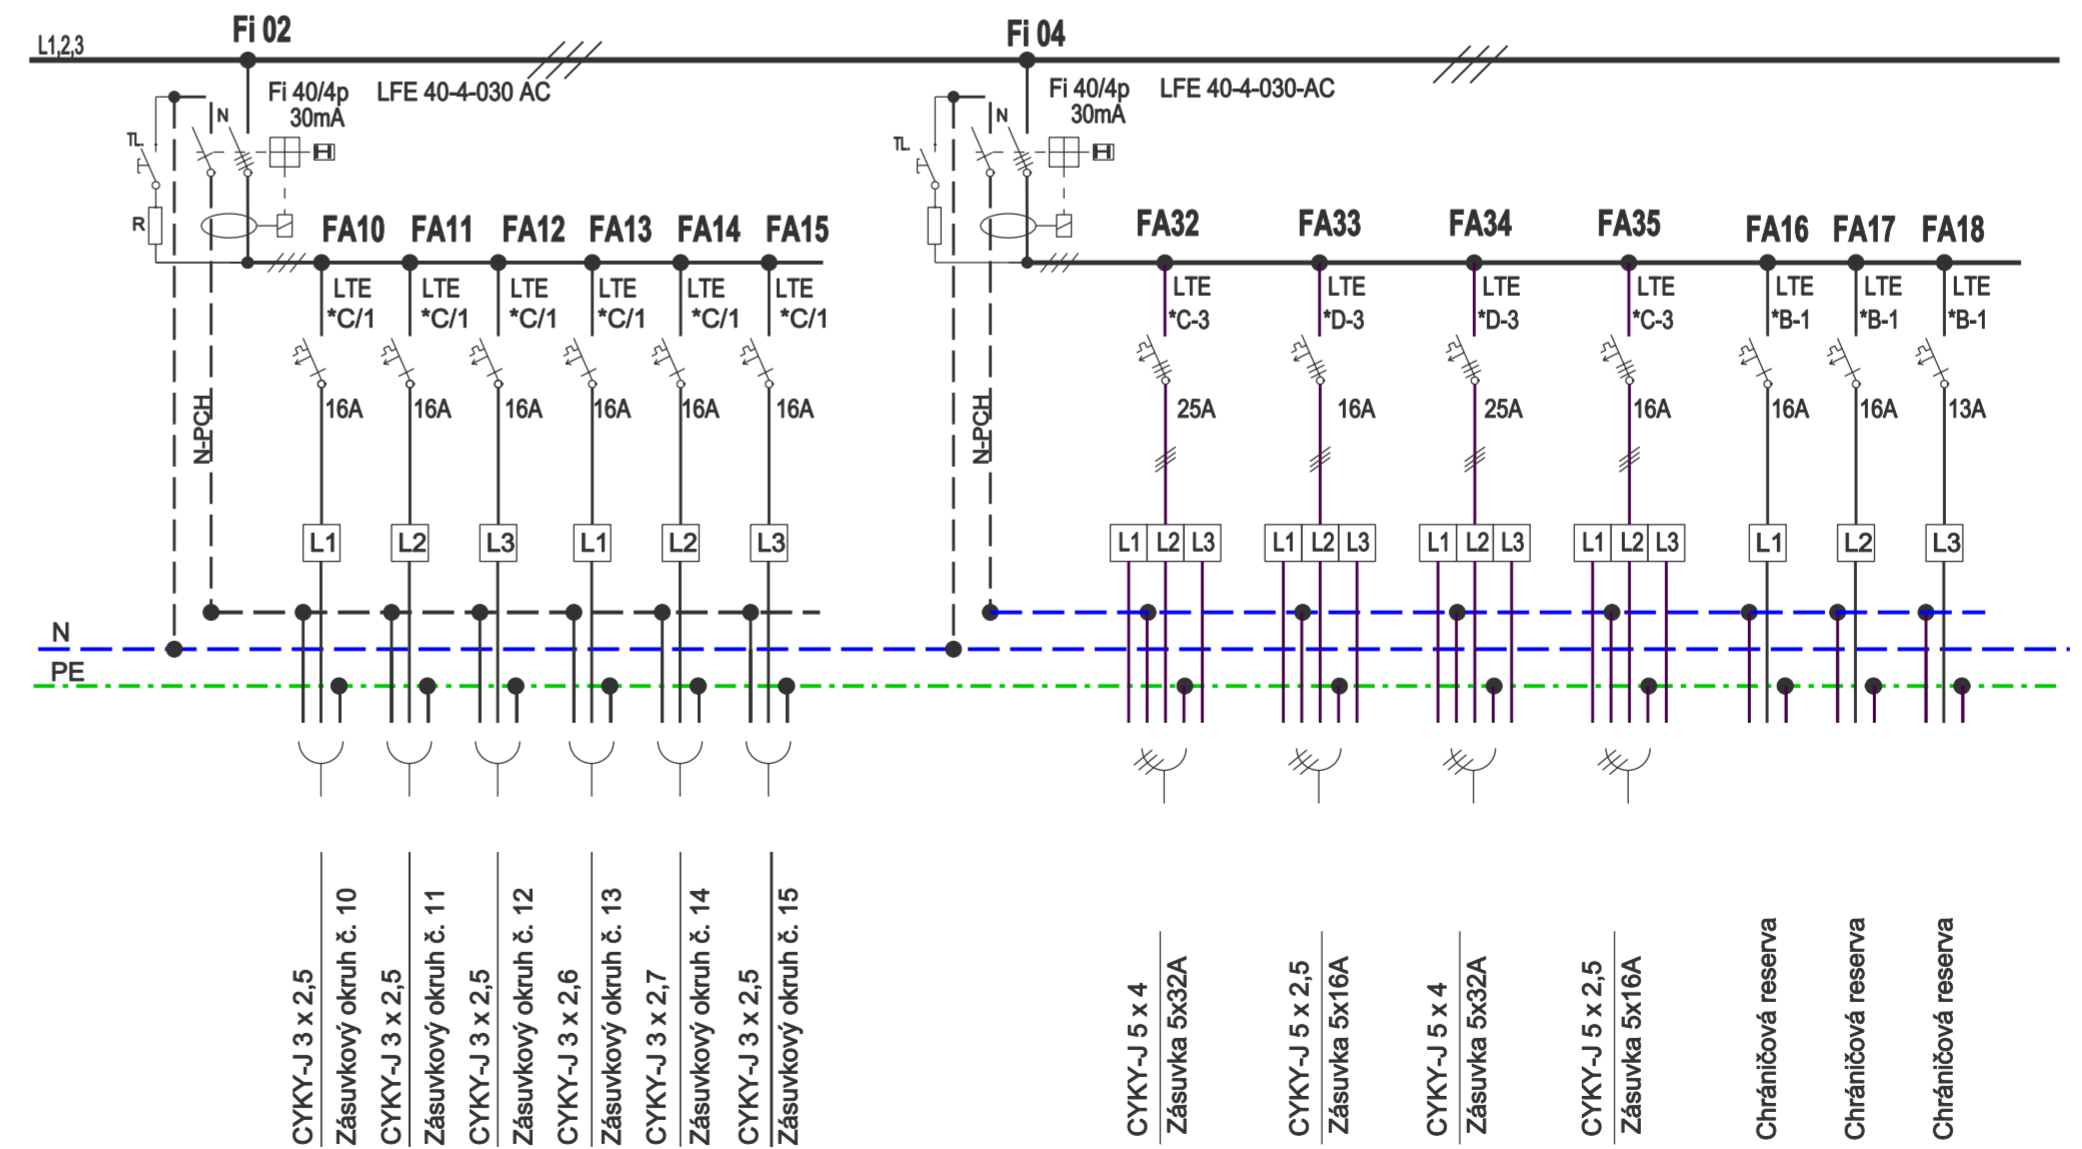 L1,2,3
Fi 02
Fi 04
Fi 40/4p LFE 40-4-030 AC
30mA
Fi 40/4p LFE 40-4-030-AC
30mA
N
TL.
R
N
TL.
FA10 FA11 FA12 FA13 FA14 FA15
FA32 FA33 FA34 FA35 FA16 FA17 FA18
LTE LTE LTE LTE LTE LTE
*C/1 *C/1 *C/1 *C/1 *C/1 *C/1
LTE LTE LTE LTE LTE LTE LTE
*C-3 *D-3 *D-3 *C-3 *B-1 *B-1 *B-1
16A 16A 16A 16A 16A 16A
25A 16A 25A 16A 16A 16A 13A
N-PCH
N-PCH
L1 L2 L3 L1 L2 L3
L1 L2 L3 L1 L2 L3 L1 L2 L3 L1 L2 L3 L1 L2 L3
N
PE
CYKY-J 3 x 2,5
Zásuvkový okruh č. 10
CYKY-J 3 x 2,5
Zásuvkový okruh č. 11
CYKY-J 3 x 2,5
Zásuvkový okruh č. 12
CYKY-J 3 x 2,6
Zásuvkový okruh č. 13
CYKY-J 3 x 2,7
Zásuvkový okruh č. 14
CYKY-J 3 x 2,5
Zásuvkový okruh č. 15
CYKY-J 5 x 4
Zásuvka 5x32A
CYKY-J 5 x 2,5
Zásuvka 5x16A
CYKY-J 5 x 4
Zásuvka 5x32A
CYKY-J 5 x 2,5
Zásuvka 5x16A
Chráničová reserva
Chráničová reserva
Chráničová reserva